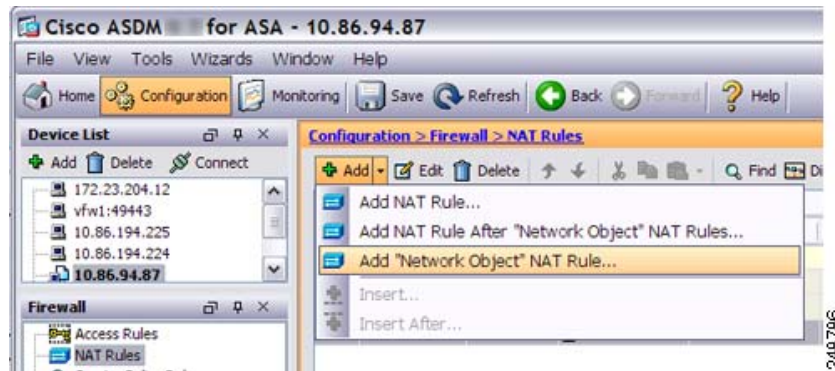 Cisco ASDM for ASA - 10.86.94.87
File View Tools Wizards Window Help
Home Configuration Monitoring Save Refresh Back Forward Help
Device List
Add Delete Connect
172.23.204.12
vfw1:49443
10.86.194.225
10.86.194.224
10.86.94.87
Firewall
Access Rules
NAT Rules
Configuration > Firewall > NAT Rules
Add Edit Delete Find Di
Add NAT Rule...
Add NAT Rule After "Network Object" NAT Rules...
Add "Network Object" NAT Rule...
Insert...
Insert After...